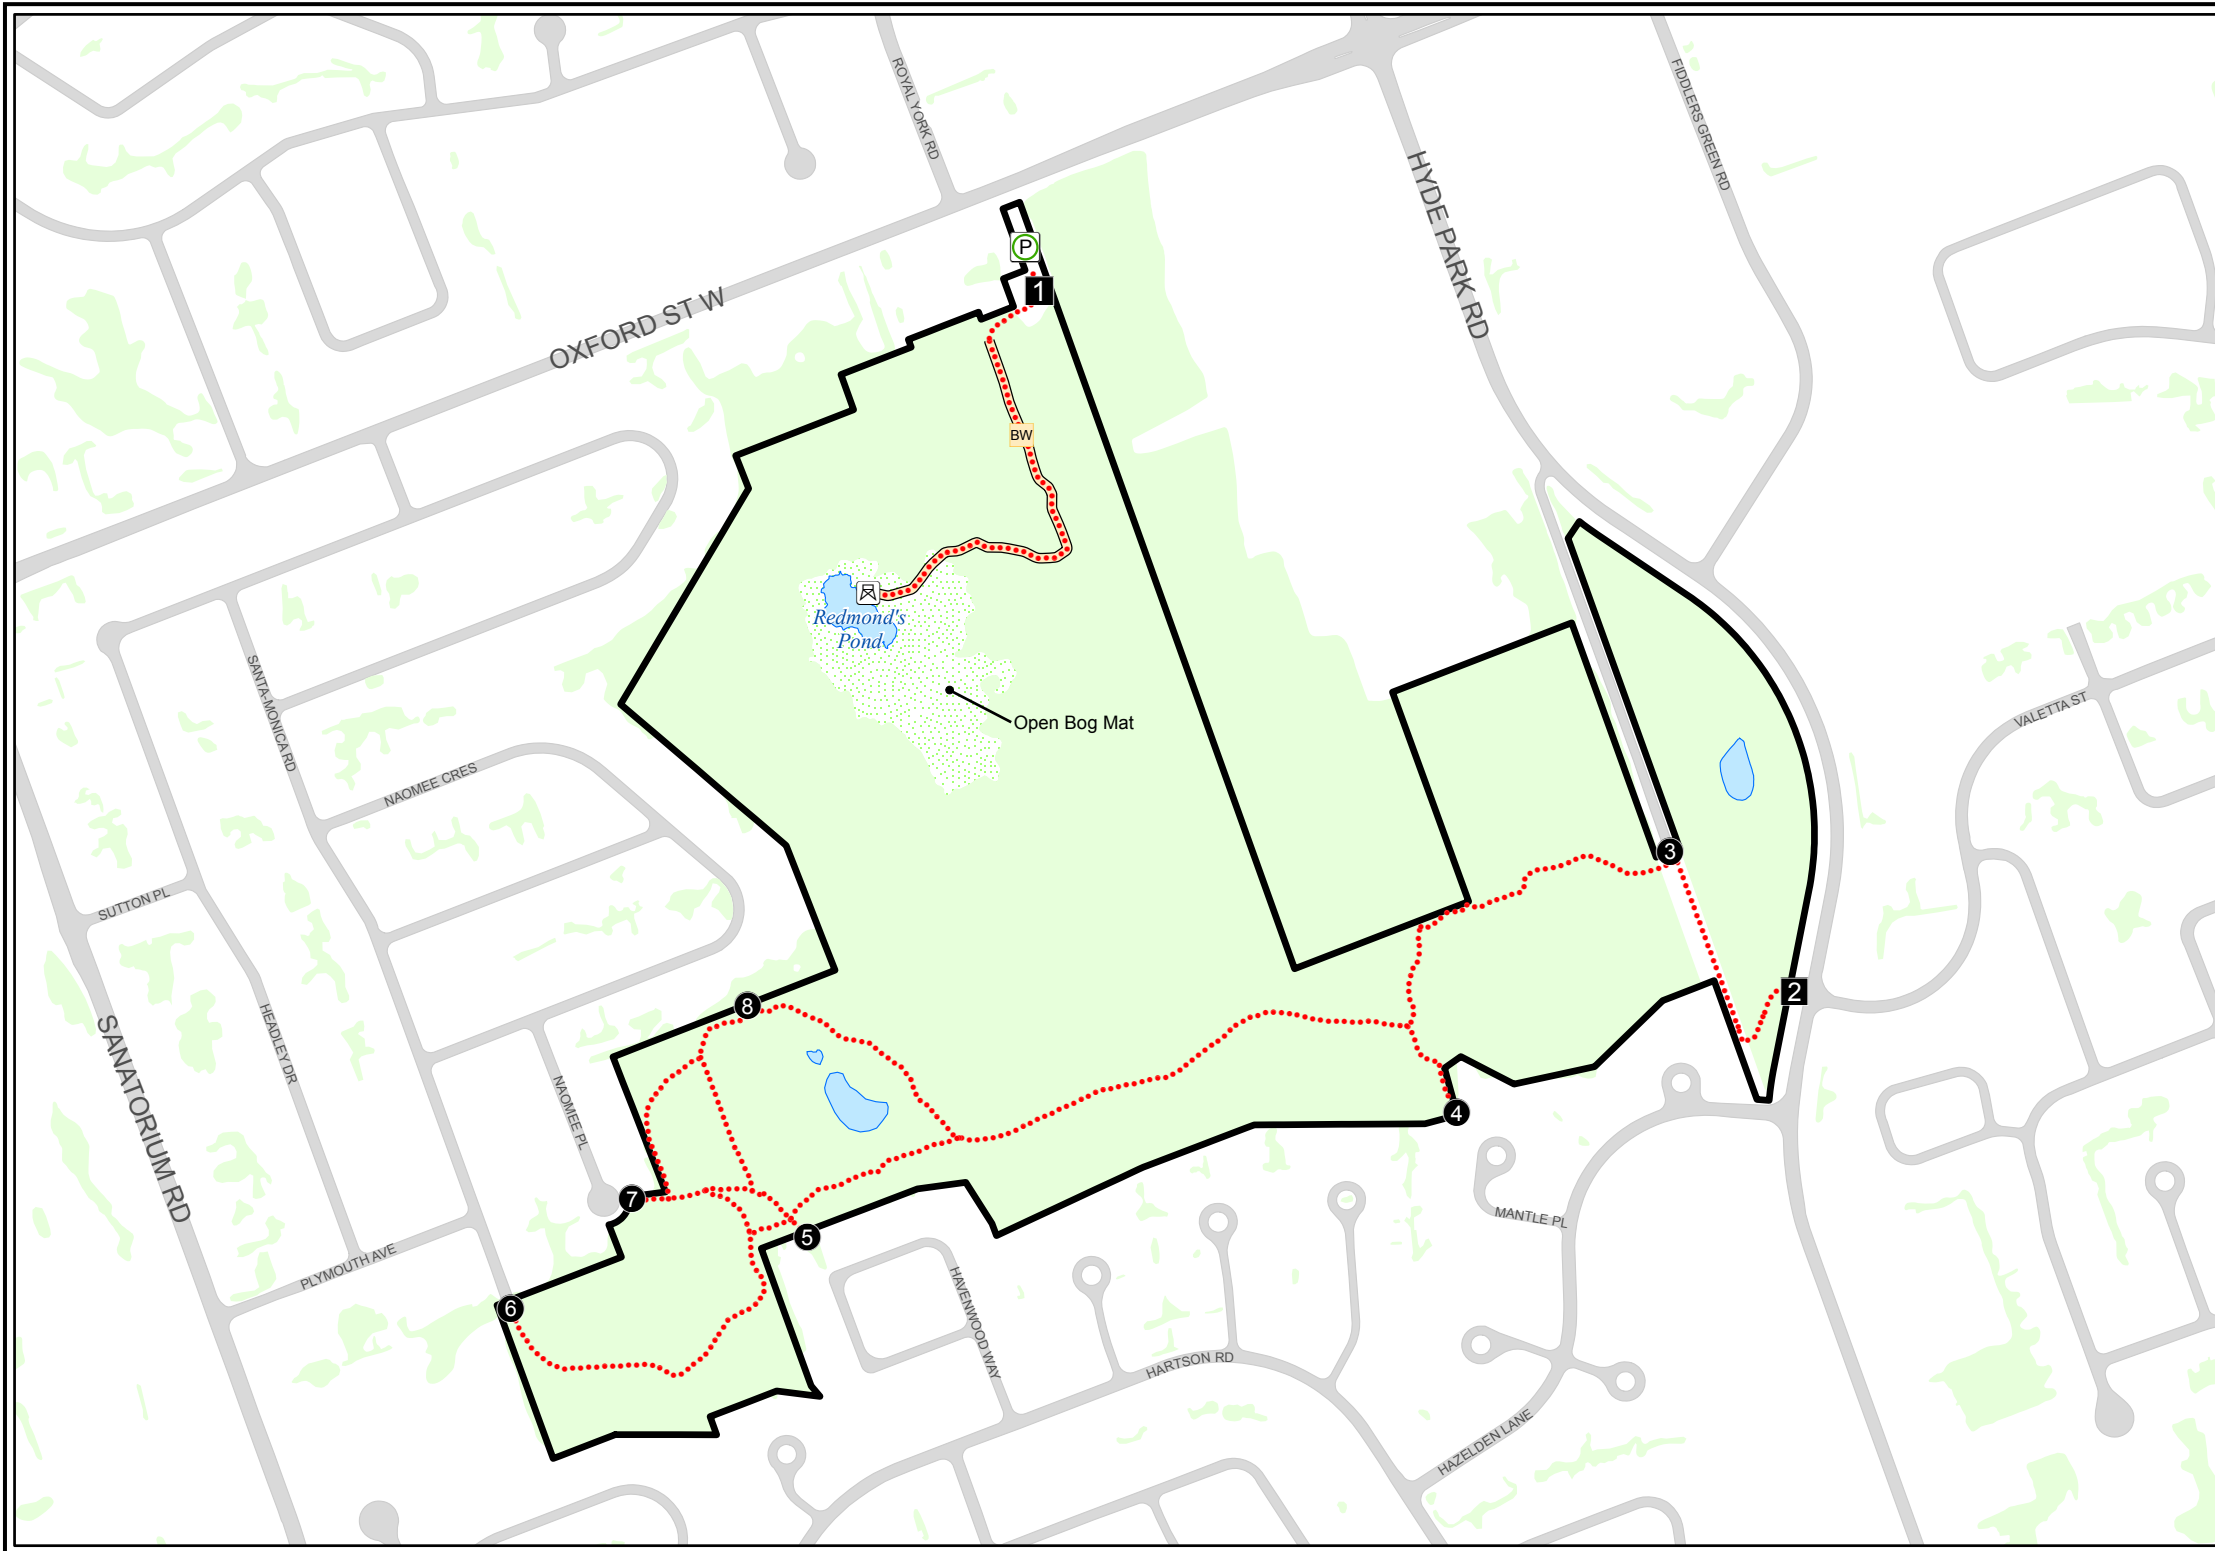 ROYAL YORK RD
FIDDLERS GREEN RD
HYDE PARK RD
P
1
OXFORD ST W
BW
Redmond's
Pond
Open Bog Mat
SANTA-MONICA RD
VALETTA ST
NAOMEE CRES
3
SUTTON PL
2
8
HEADLEY DR
SANATORIUM RD
NAOMEE PL
4
7
MANTLE PL
5
PLYMOUTH AVE
6
HAVENWOOD WAY
HARTSON RD
HAZELDEN LANE